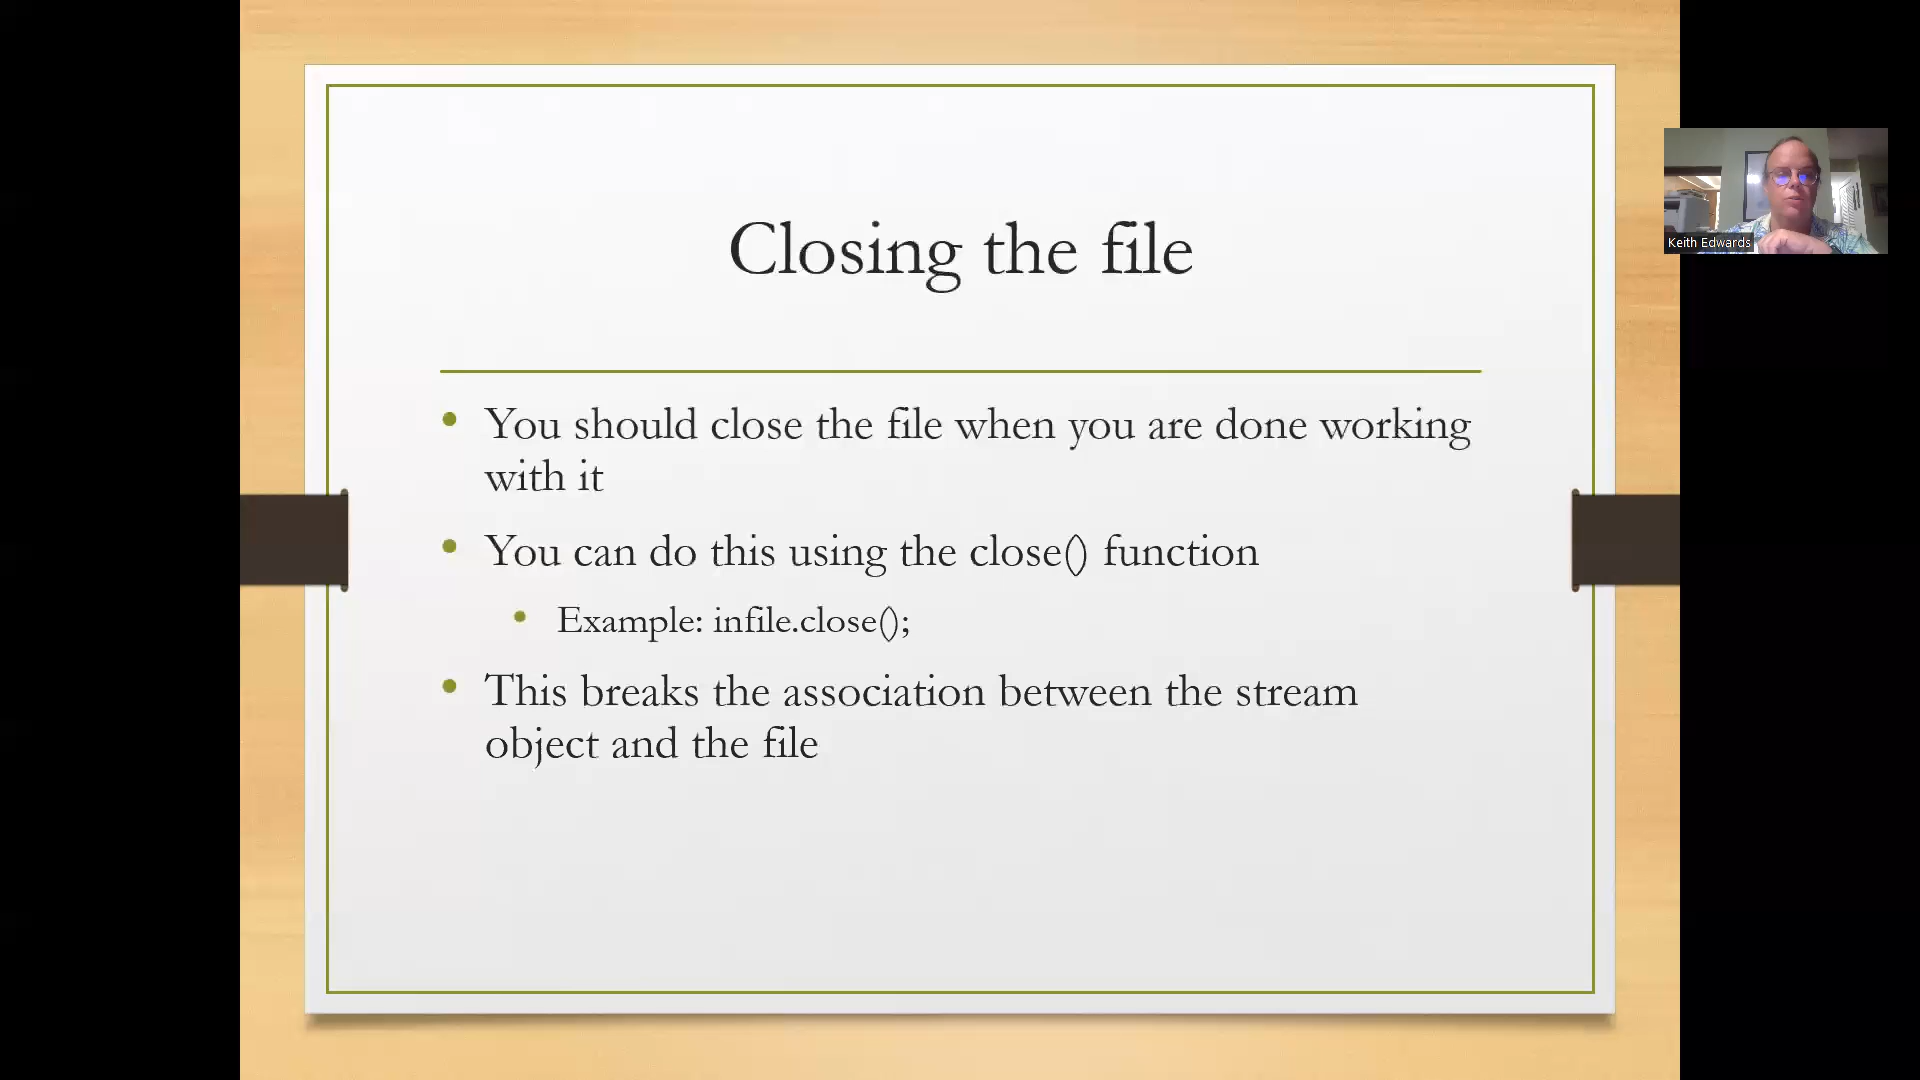 Closing the file
You should close the file when you are done working
with it
You can do this using the close() function
Example: infile.close();
This breaks the association between the stream
object and the file
Keith Edwards